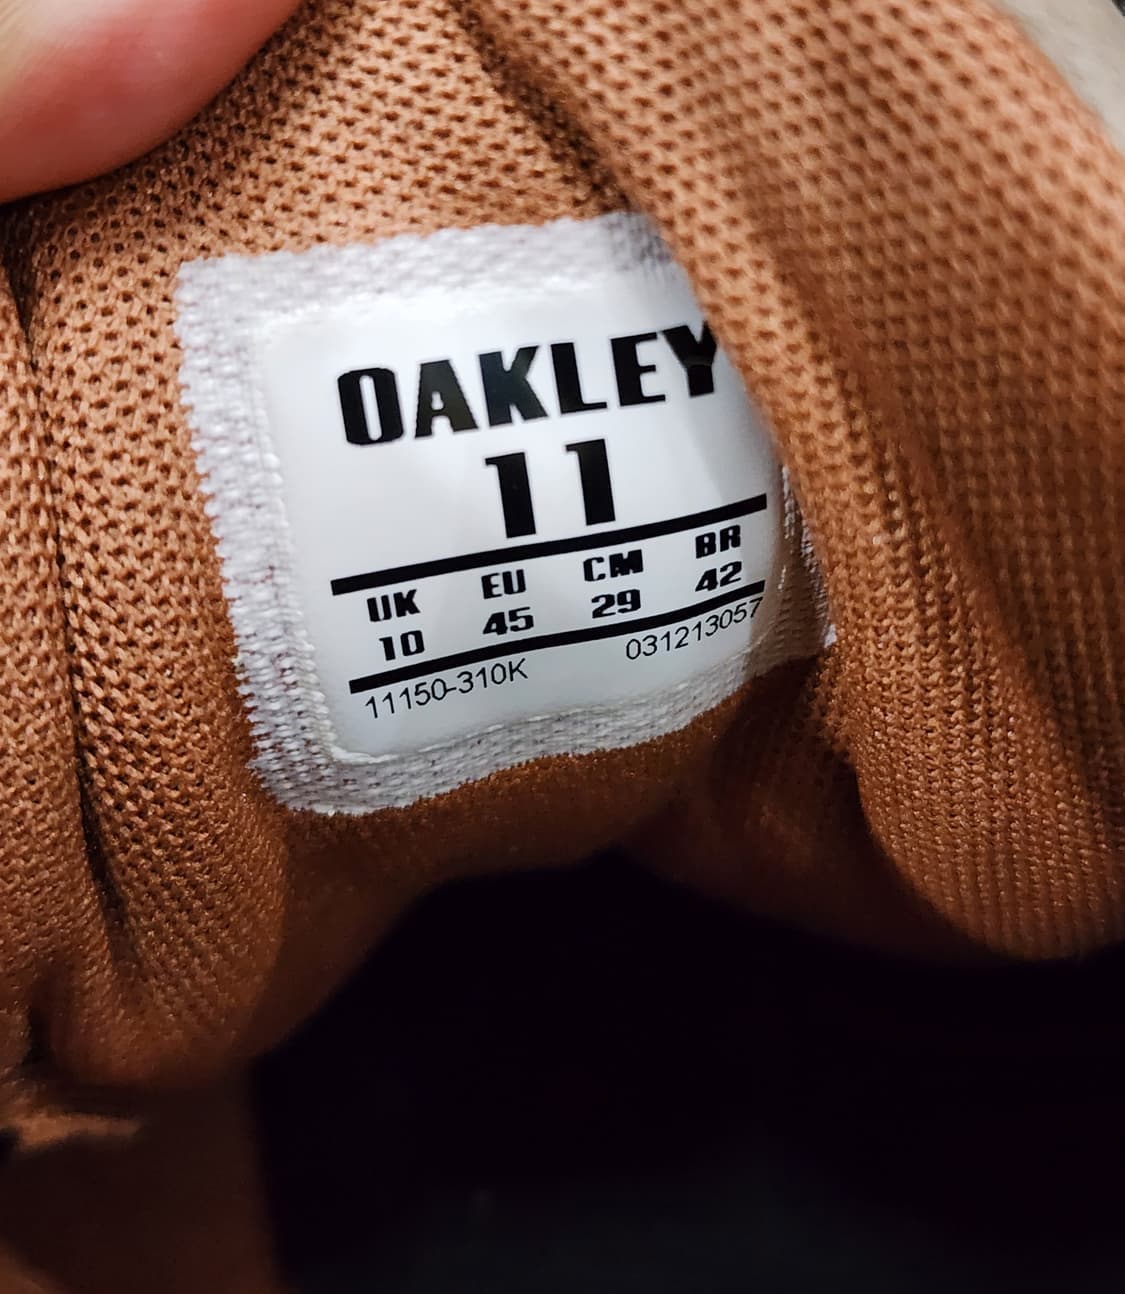 OAKLEY
11
UK EU CM BR
10 45 29 42
11150-310K 031213057